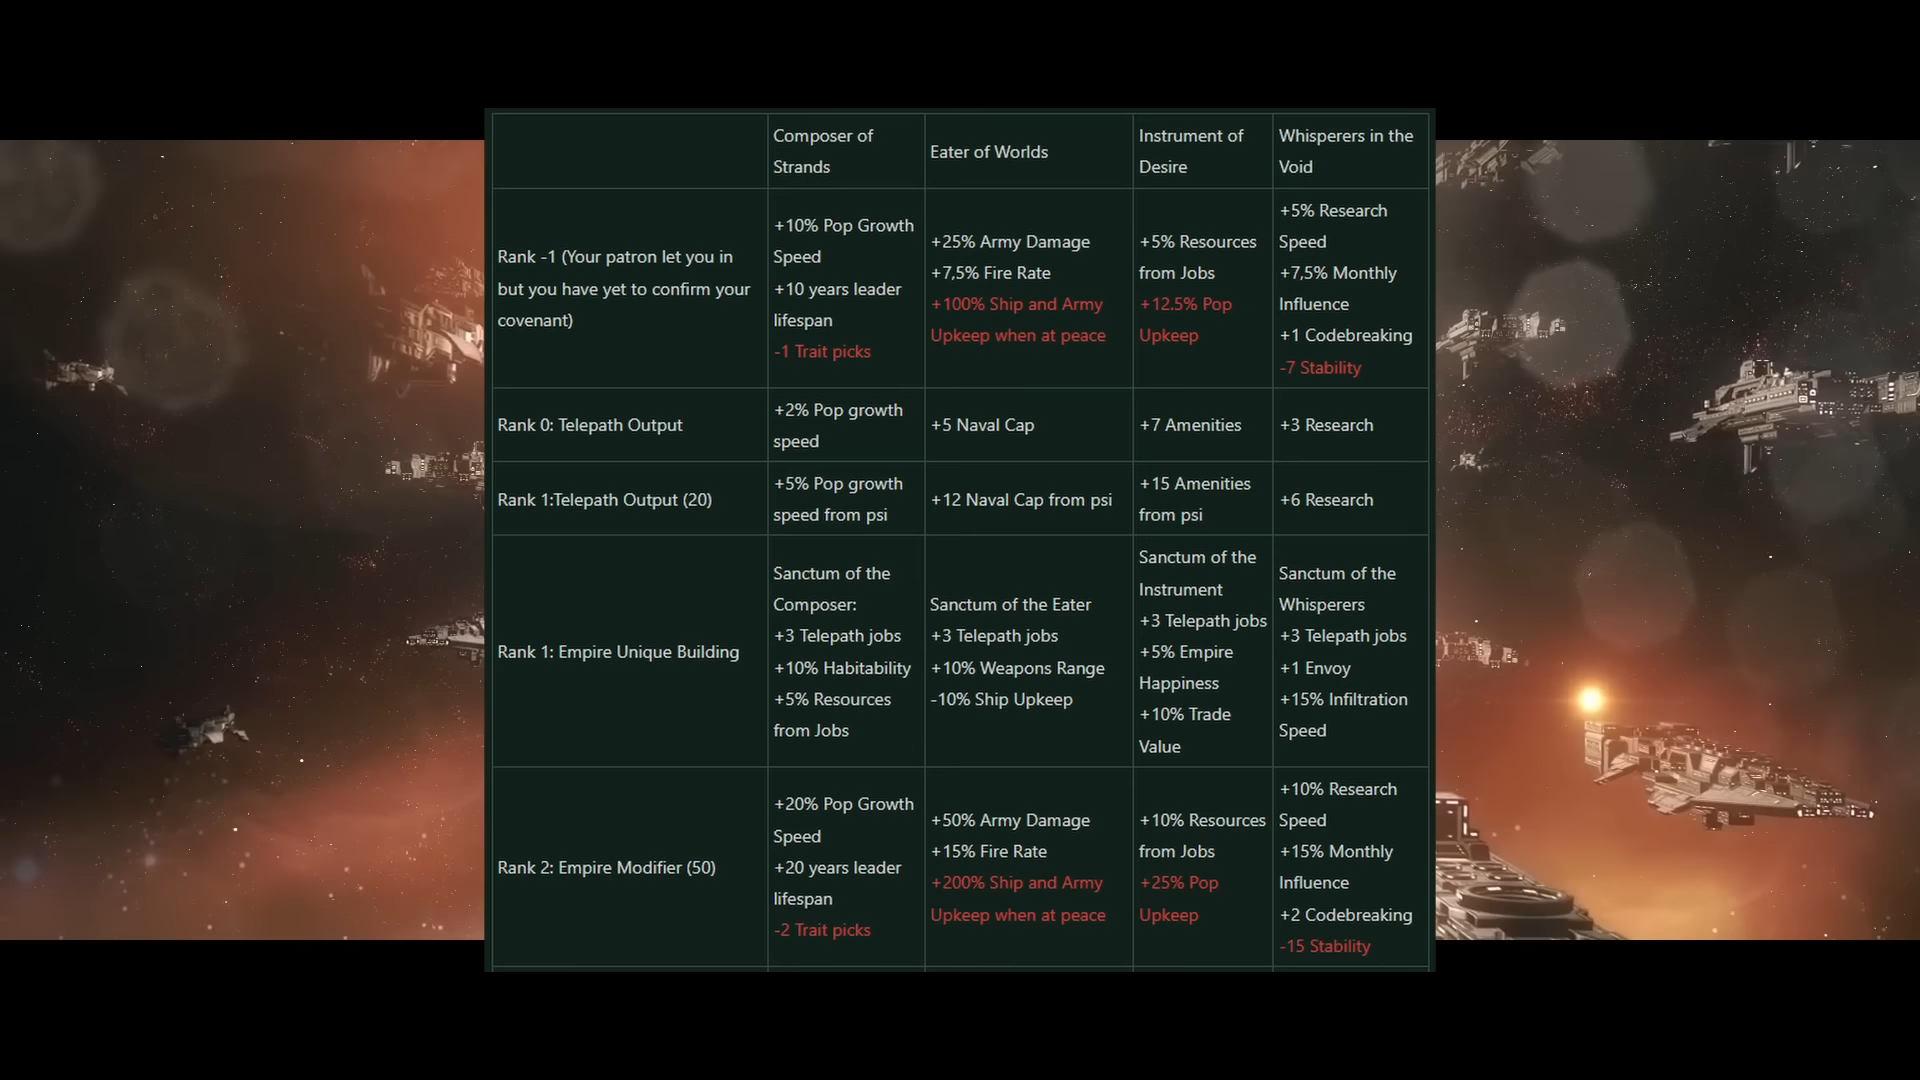 Composer of
Strands
Eater of Worlds
Instrument of
Desire
Whisperers in the
Void
Rank -1 (Your patron let you in
but you have yet to confirm your
covenant)
+10% Pop Growth
Speed
+10 years leader
lifespan
-1 Trait picks
+25% Army Damage
+7,5% Fire Rate
+100% Ship and Army
Upkeep when at peace
+5% Resources
from Jobs
+12.5% Pop
Upkeep
+5% Research
Speed
+7,5% Monthly
Influence
+1 Codebreaking
-7 Stability
Rank 0: Telepath Output
+2% Pop growth
speed
+5 Naval Cap
+7 Amenities
+3 Research
Rank 1:Telepath Output (20)
+5% Pop growth
speed from psi
+12 Naval Cap from psi
+15 Amenities
from psi
+6 Research
Rank 1: Empire Unique Building
Sanctum of the
Composer:
+3 Telepath jobs
+10% Habitability
+5% Resources
from Jobs
Sanctum of the Eater
+3 Telepath jobs
+10% Weapons Range
-10% Ship Upkeep
Sanctum of the
Instrument
+3 Telepath jobs
+5% Empire
Happiness
+10% Trade
Value
Sanctum of the
Whisperers
+3 Telepath jobs
+1 Envoy
+15% Infiltration
Speed
Rank 2: Empire Modifier (50)
+20% Pop Growth
Speed
+20 years leader
lifespan
-2 Trait picks
+50% Army Damage
+15% Fire Rate
+200% Ship and Army
Upkeep when at peace
+10% Resources
from Jobs
+25% Pop
Upkeep
+10% Research
Speed
+15% Monthly
Influence
+2 Codebreaking
-15 Stability